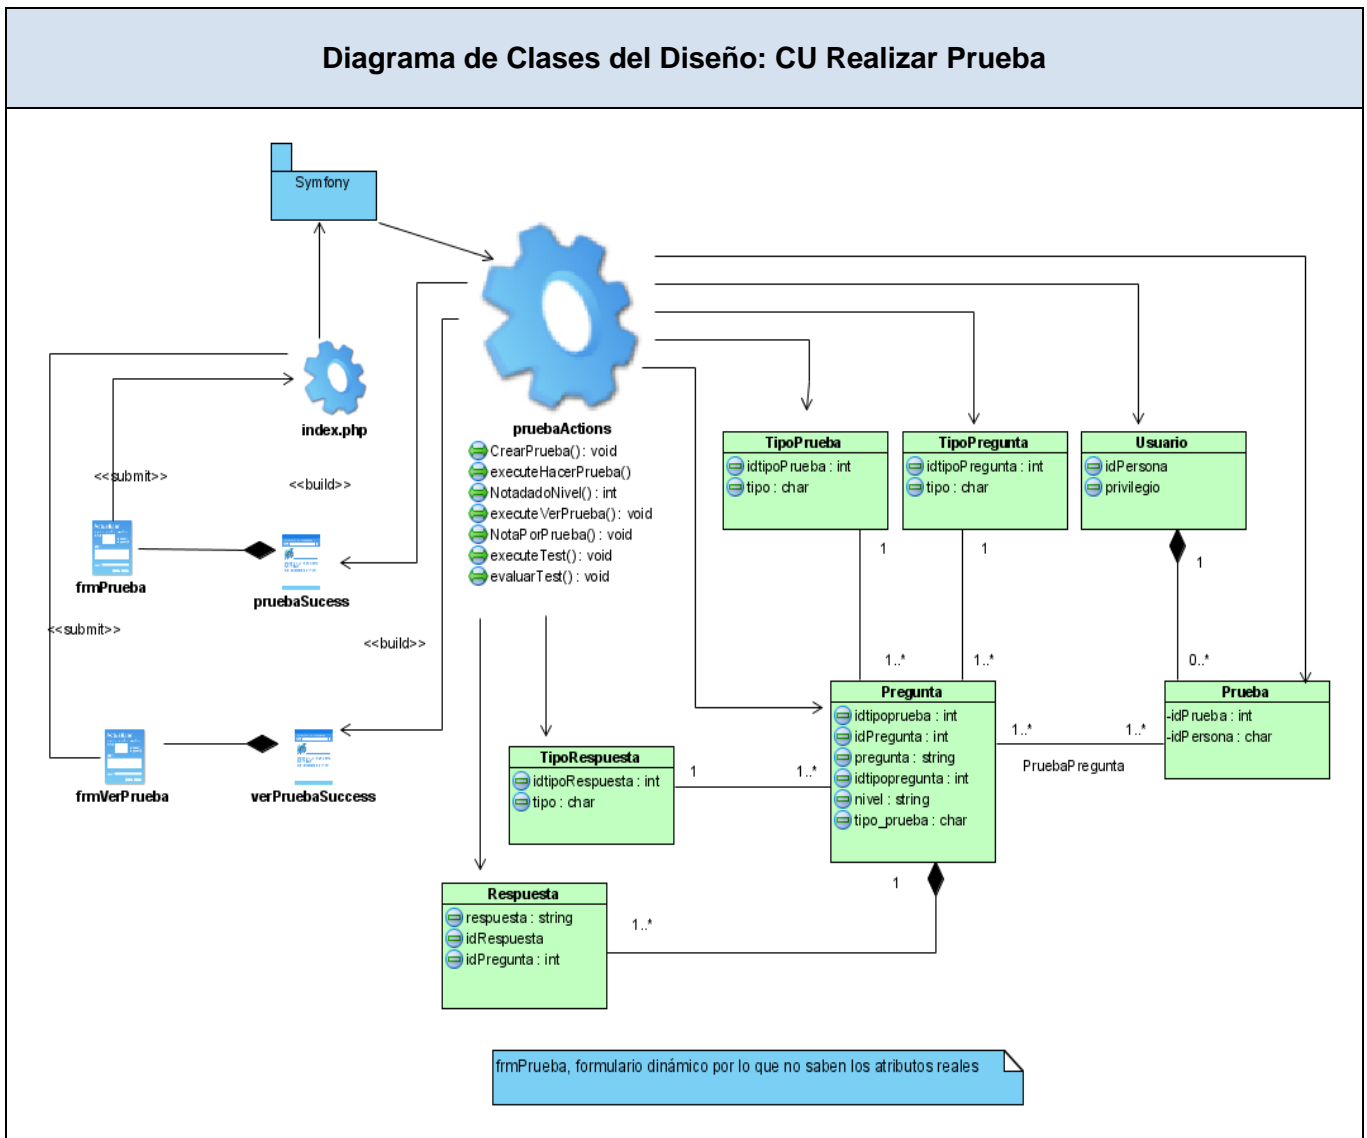 Diagrama de Clases del Diseño: CU Realizar Prueba
Symfony
index.php
pruebaActions
CrearPrueba() : void
executeHacerPrueba()
NotadadoNivel() : int
executeVerPrueba() : void
NotaPorPrueba() : void
executeTest() : void
evaluarTest() : void
<<submit>>
<<build>>
frmPrueba
pruebaSucess
<<submit>>
<<build>>
frmVerPrueba
verPruebaSuccess
TipoPrueba
idtipoPrueba : int
tipo : char
TipoPregunta
idtipoPregunta : int
tipo : char
Usuario
idPersona
privilegio
1
1
1
1..*
1..*
0..*
Pregunta
idtipoprueba : int
idPregunta : int
pregunta : string
idtipopregunta : int
nivel : string
tipo_prueba : char
Prueba
-idPrueba : int
-idPersona : char
1..*
1..*
PruebaPregunta
TipoRespuesta
idtipoRespuesta : int
tipo : char
1
1..*
Respuesta
respuesta : string
idRespuesta
idPregunta : int
1
1..*
frmPrueba, formulario dinámico por lo que no saben los atributos reales